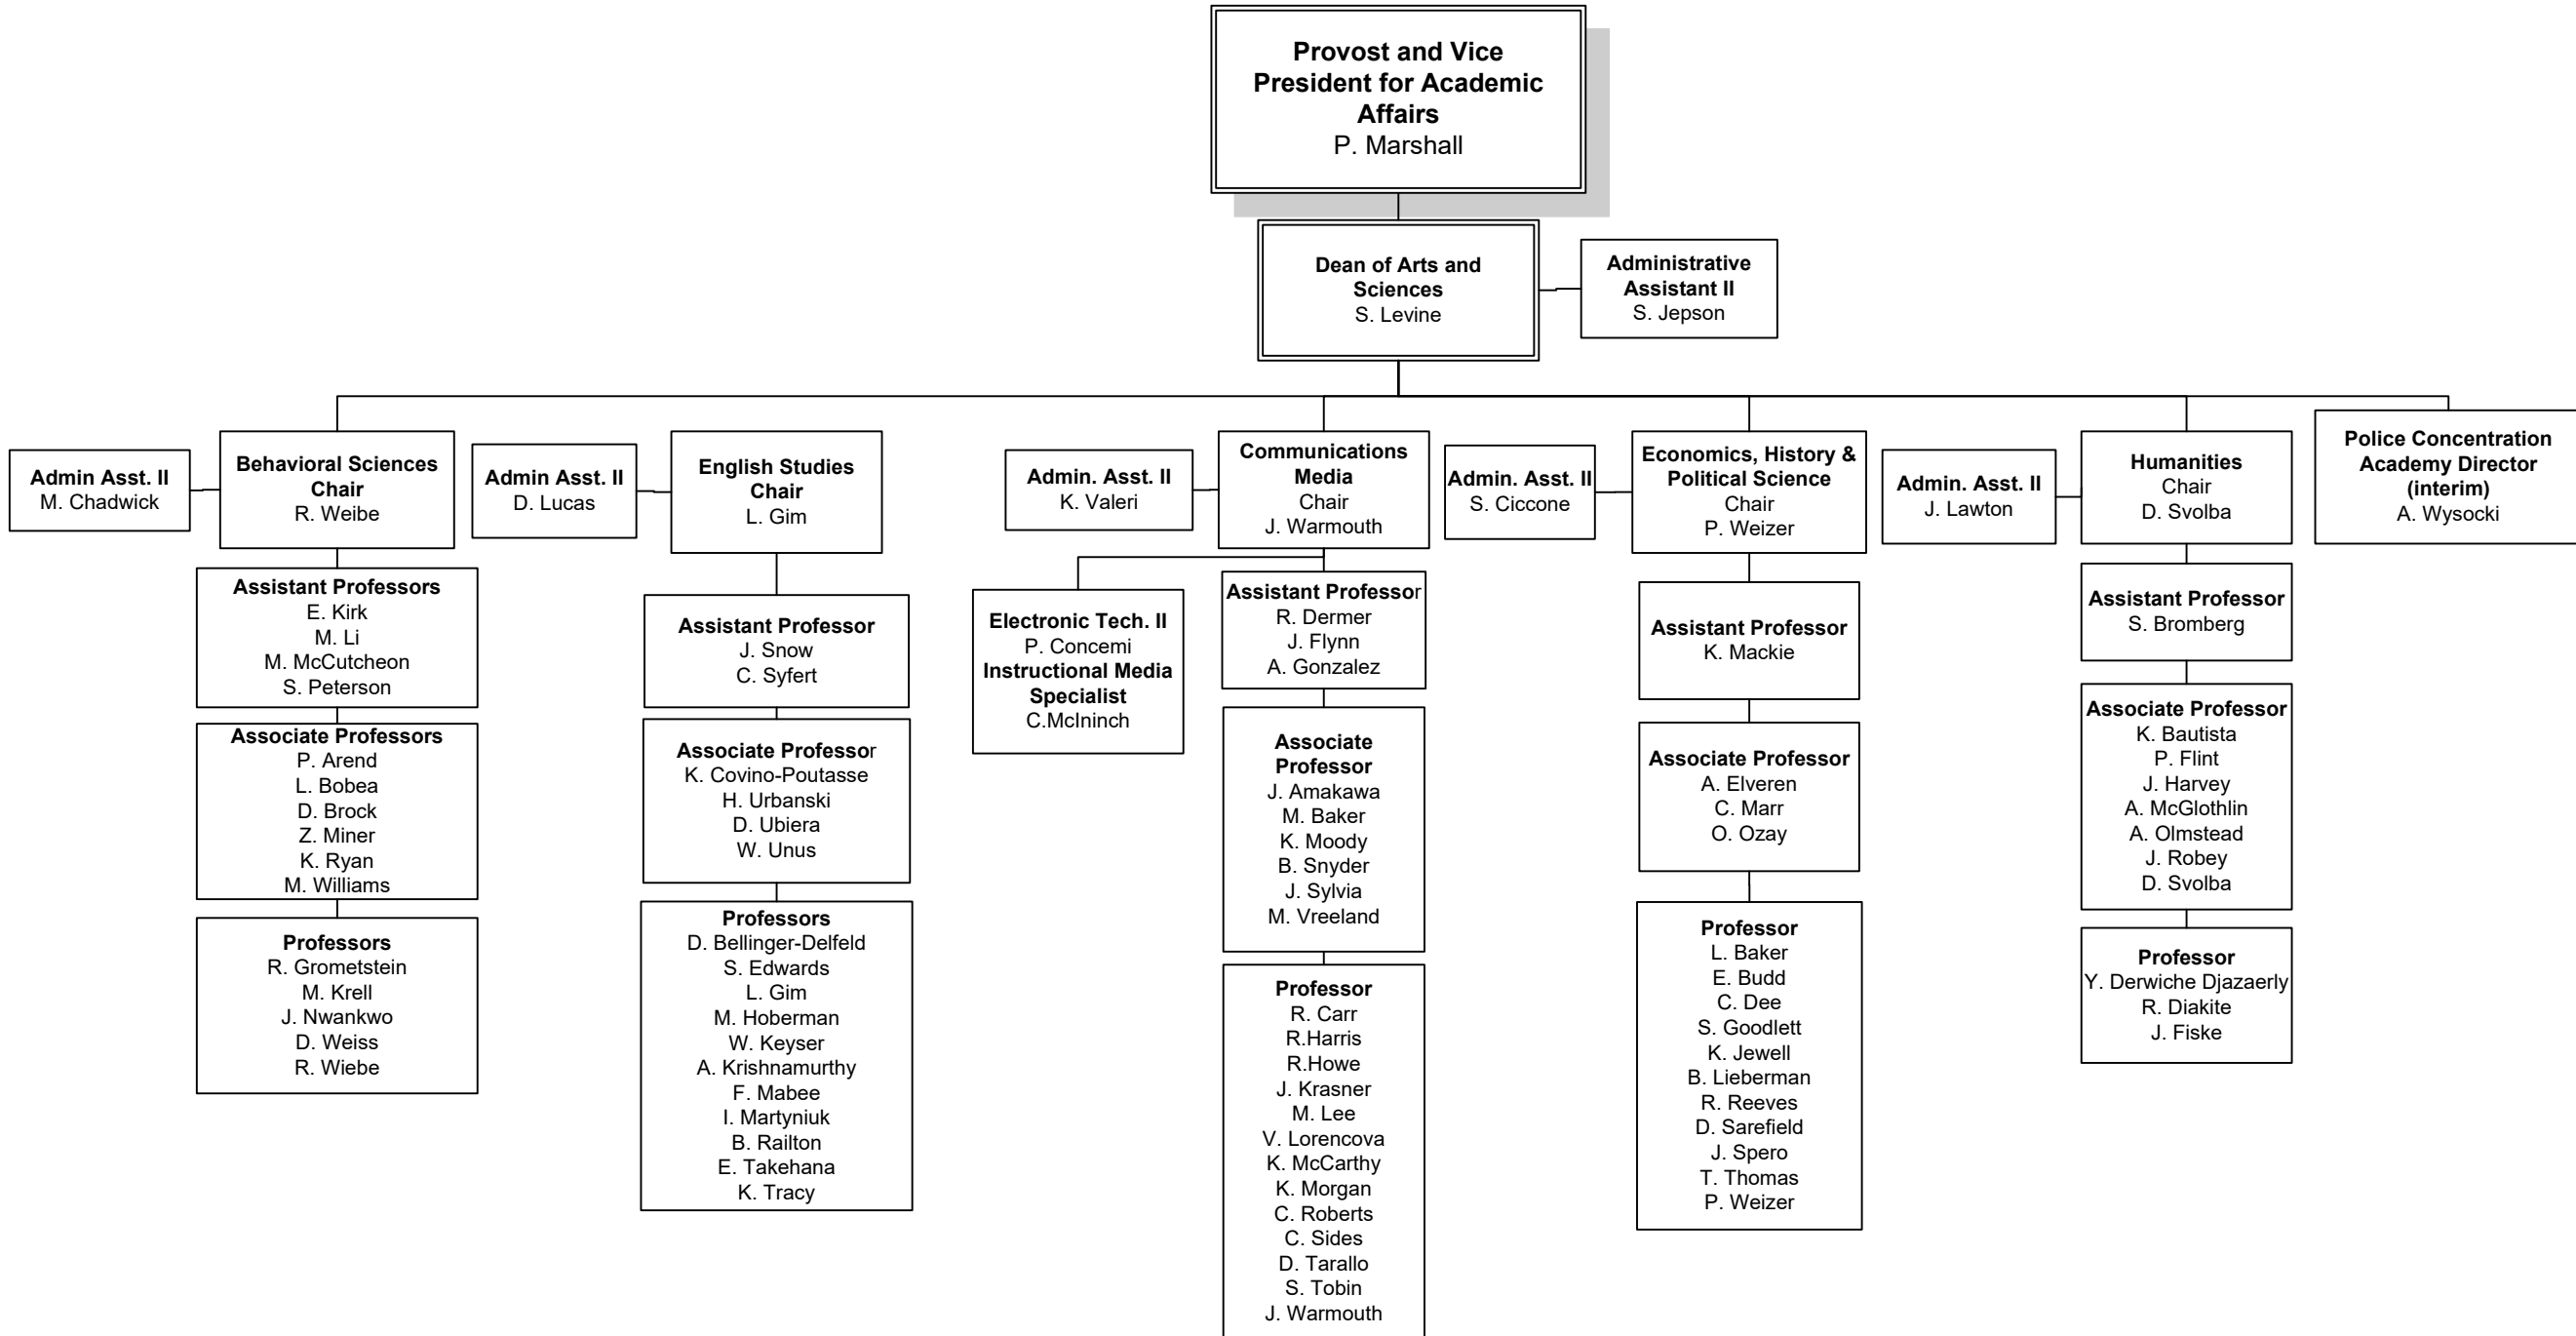 Provost and Vice
President for Academic
Affairs
P. Marshall
Dean of Arts and
Sciences
S. Levine
Administrative
Assistant II
S. Jepson
Admin Asst. II
M. Chadwick
Behavioral Sciences
Chair
R. Weibe
Assistant Professors
E. Kirk
M. Li
M. McCutcheon
S. Peterson
Associate Professors
P. Arend
L. Bobea
D. Brock
Z. Miner
K. Ryan
M. Williams
Professors
R. Grometstein
M. Krell
J. Nwankwo
D. Weiss
R. Wiebe
Admin Asst. II
D. Lucas
English Studies
Chair
L. Gim
Assistant Professor
J. Snow
C. Syfert
Associate Professor
K. Covino-Poutasse
H. Urbanski
D. Ubiera
W. Unus
Professors
D. Bellinger-Delfeld
S. Edwards
L. Gim
M. Hoberman
W. Keyser
A. Krishnamurthy
F. Mabee
I. Martyniuk
B. Railton
E. Takehana
K. Tracy
Admin. Asst. II
K. Valeri
Communications
Media
Chair
J. Warmouth
Electronic Tech. II
P. Concemi
Instructional Media
Specialist
C.McIninch
Assistant Professor
R. Dermer
J. Flynn
A. Gonzalez
Associate
Professor
J. Amakawa
M. Baker
K. Moody
B. Snyder
J. Sylvia
M. Vreeland
Professor
R. Carr
R.Harris
R.Howe
J. Krasner
M. Lee
V. Lorencova
K. McCarthy
K. Morgan
C. Roberts
C. Sides
D. Tarallo
S. Tobin
J. Warmouth
Admin. Asst. II
S. Ciccone
Economics, History &
Political Science
Chair
P. Weizer
Assistant Professor
K. Mackie
Associate Professor
A. Elveren
C. Marr
O. Ozay
Professor
L. Baker
E. Budd
C. Dee
S. Goodlett
K. Jewell
B. Lieberman
R. Reeves
D. Sarefield
J. Spero
T. Thomas
P. Weizer
Admin. Asst. II
J. Lawton
Humanities
Chair
D. Svolba
Assistant Professor
S. Bromberg
Associate Professor
K. Bautista
P. Flint
J. Harvey
A. McGlothlin
A. Olmstead
J. Robey
D. Svolba
Professor
Y. Derwiche Djazaerly
R. Diakite
J. Fiske
Police Concentration
Academy Director
(interim)
A. Wysocki